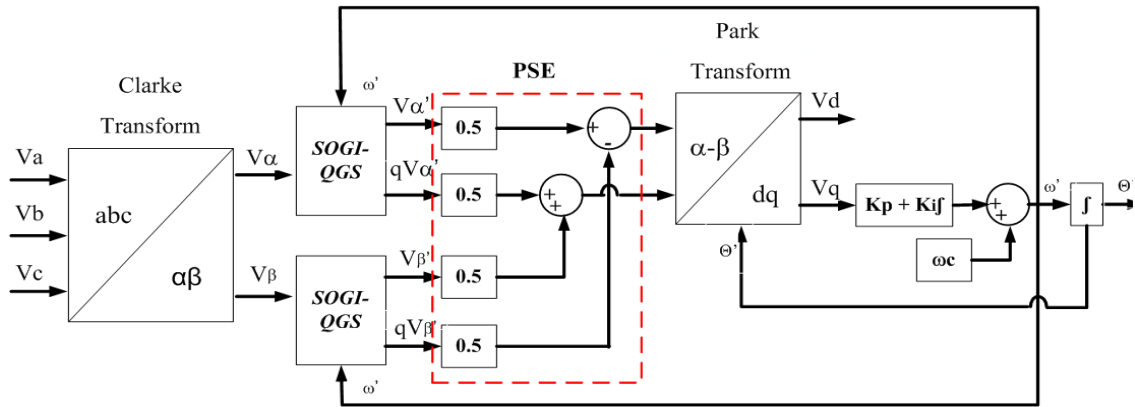 Clarke
Transform
Va
Vb
Vc
abc
αβ
Vα
Vβ
ω'
SOGI-
QGS
SOGI-
QGS
ω'
Vα'
qVα'
Vβ'
qVβ'
PSE
0.5
0.5
0.5
0.5
+
-
+
+
Park
Transform
α-β
dq
Θ'
Vd
Vq
Kp + Ki∫
+
+
ωc
ω'
∫
Θ'